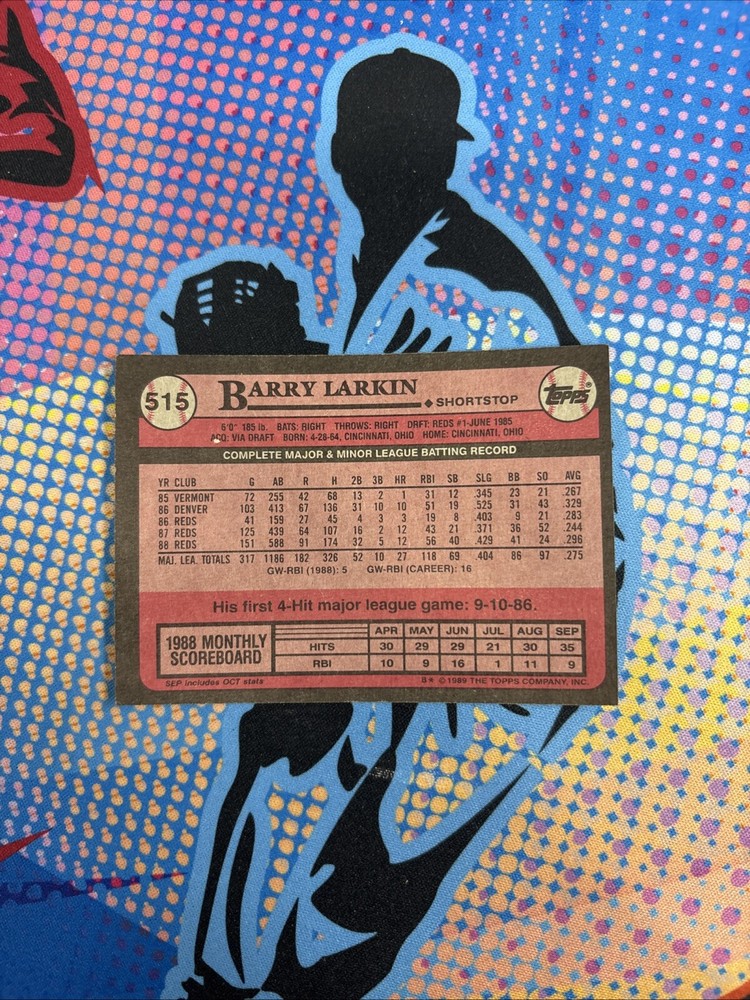 515
BARRY LARKIN
◆ SHORTSTOP
TOPPS®
6'0" 185 lb. BATS: RIGHT THROWS: RIGHT DRFT: REDS #1-JUNE 1985
ACQ: VIA DRAFT BORN: 4-28-64, CINCINNATI, OHIO HOME: CINCINNATI, OHIO
COMPLETE MAJOR & MINOR LEAGUE BATTING RECORD
YR CLUB G AB R H 2B 3B HR RBI SB SLG BB SO AVG
85 VERMONT 72 255 42 68 13 2 1 31 12 .345 23 21 .267
86 DENVER 103 413 67 136 31 10 10 51 19 .525 31 43 .329
86 REDS 41 159 27 45 4 3 3 19 8 .403 9 21 .283
87 REDS 125 439 64 107 16 2 12 43 21 .371 36 52 .244
88 REDS 151 588 91 174 32 5 12 56 40 .429 41 24 .296
MAJ. LEA. TOTALS 317 1186 182 326 52 10 27 118 69 .404 86 97 .275
GW-RBI (1988): 5 GW-RBI (CAREER): 16
His first 4-Hit major league game: 9-10-86.
1988 MONTHLY SCOREBOARD
APR MAY JUN JUL AUG SEP
HITS 30 29 29 21 30 35
RBI 10 9 16 1 11 9
SEP includes OCT stats
B* © 1989 THE TOPPS COMPANY, INC.